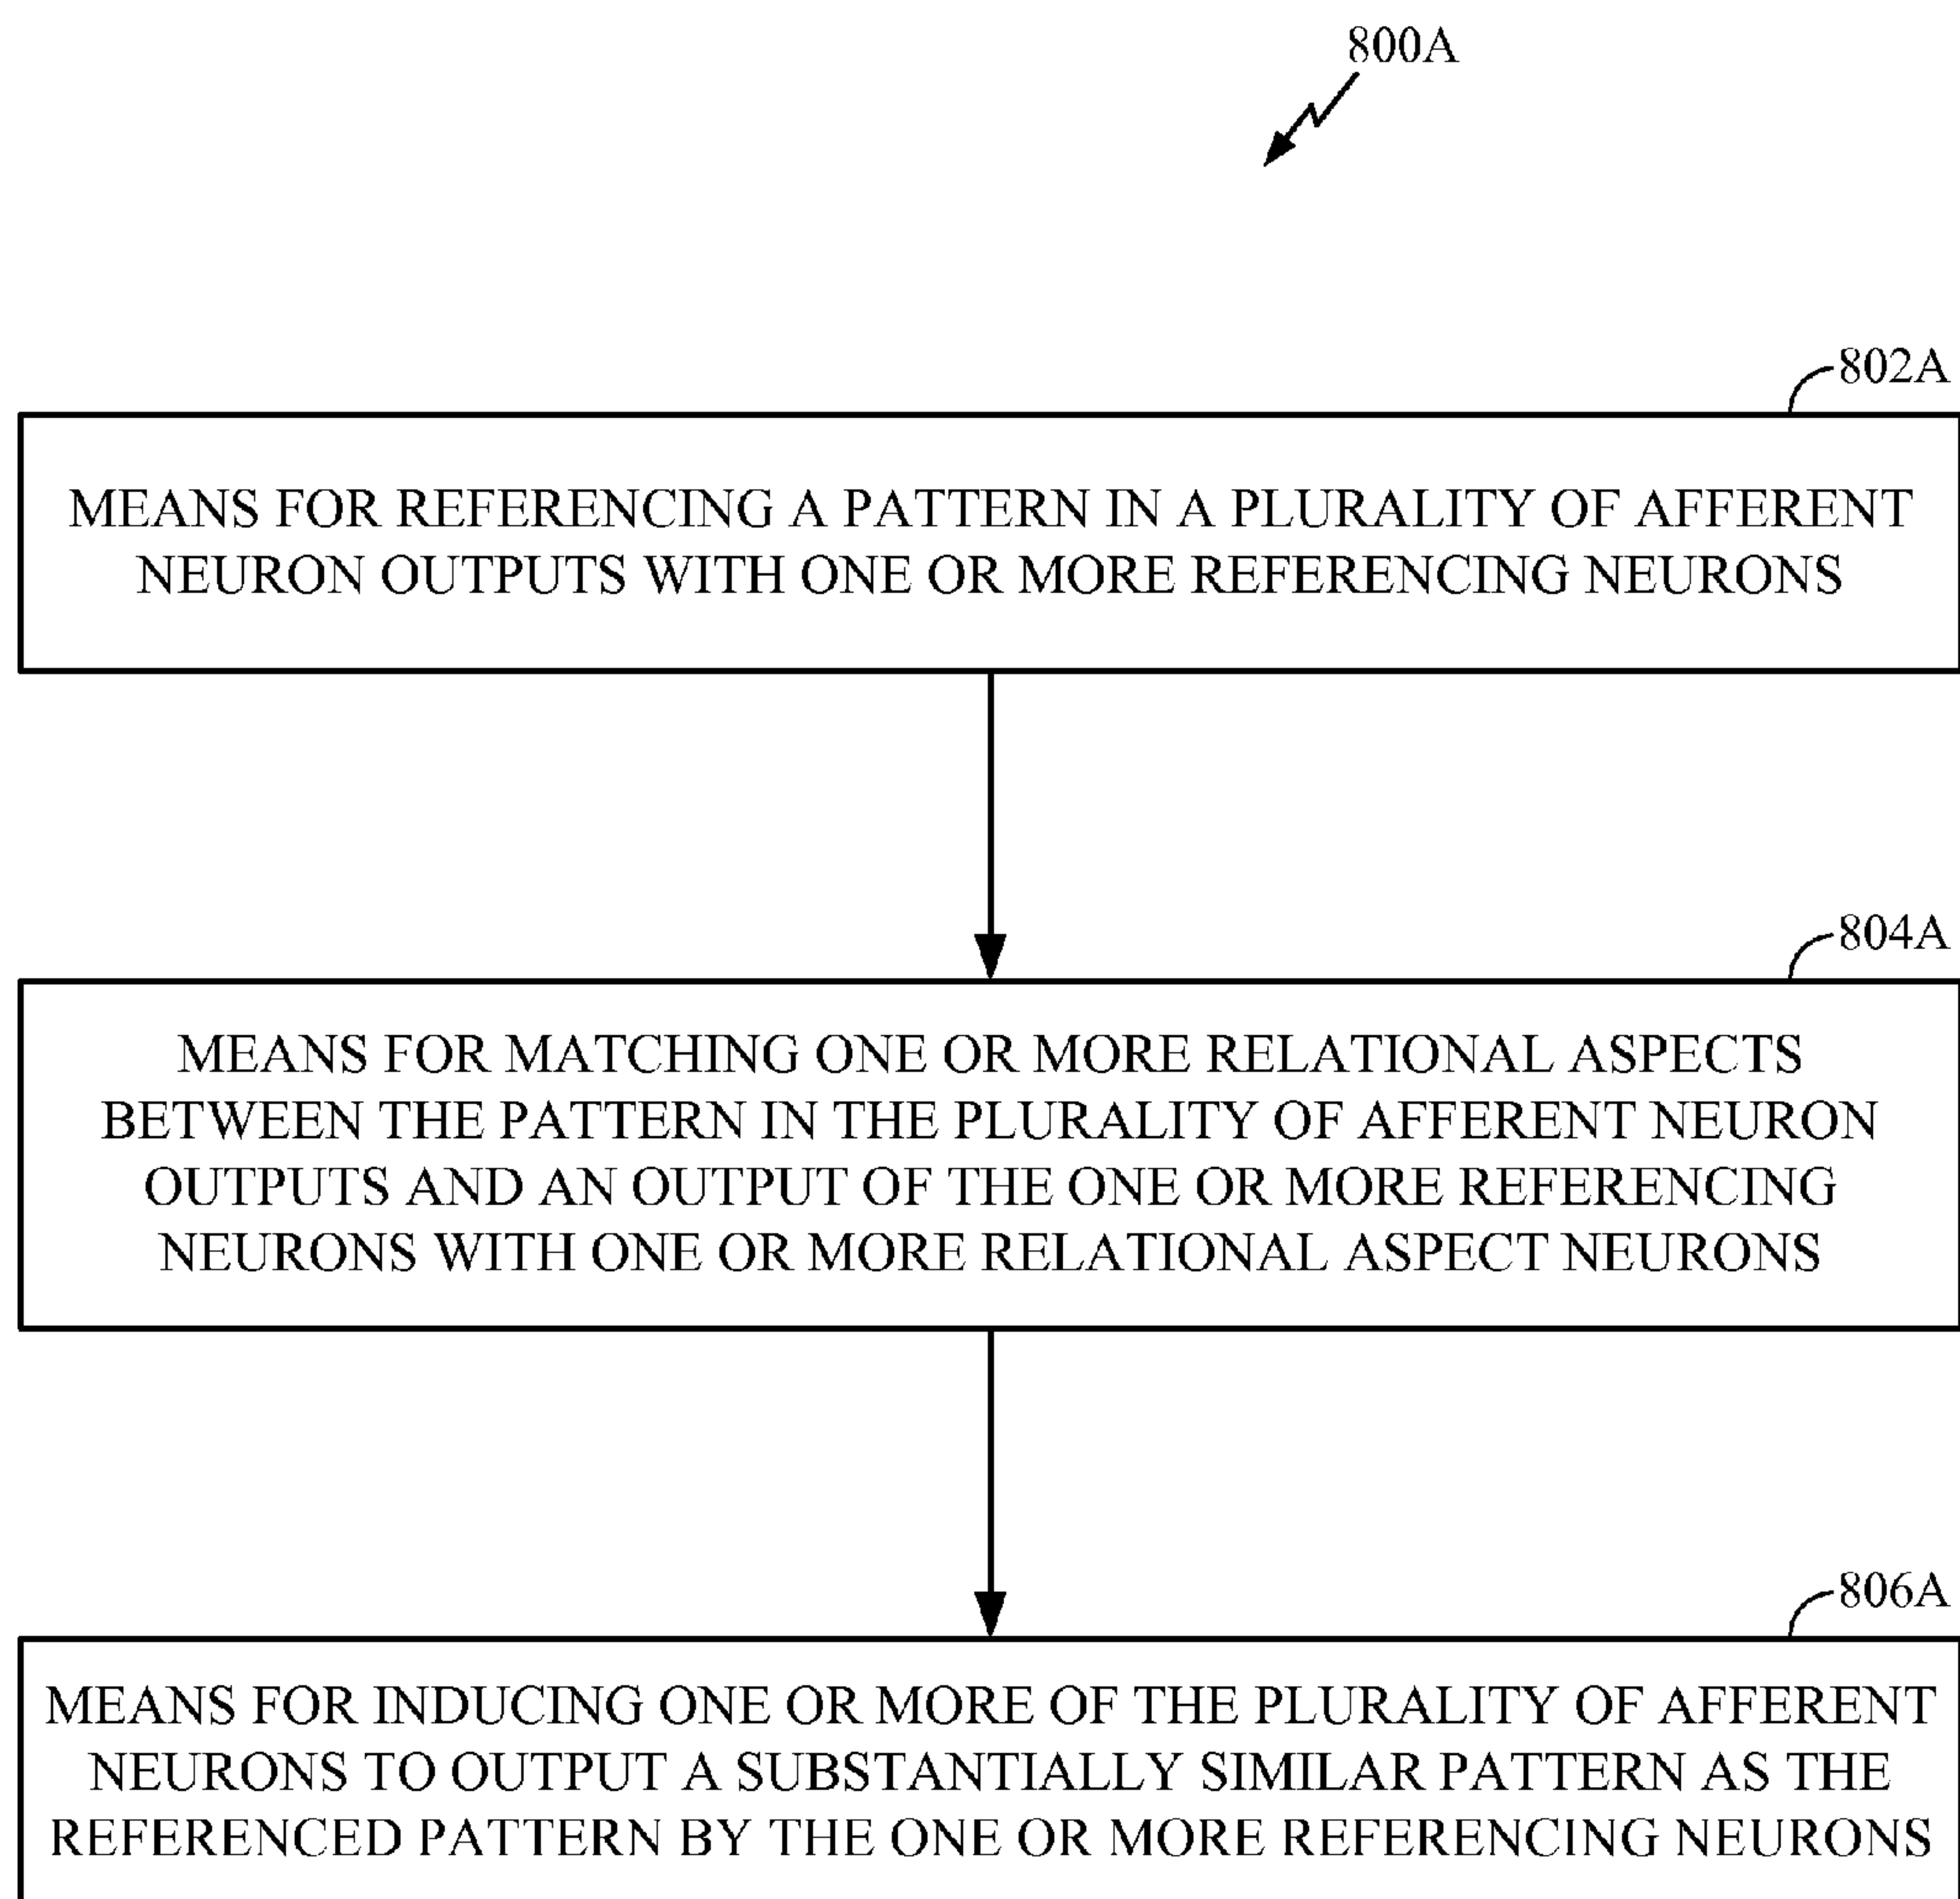 800A
802A
MEANS FOR REFERENCING A PATTERN IN A PLURALITY OF AFFERENT
NEURON OUTPUTS WITH ONE OR MORE REFERENCING NEURONS
804A
MEANS FOR MATCHING ONE OR MORE RELATIONAL ASPECTS
BETWEEN THE PATTERN IN THE PLURALITY OF AFFERENT NEURON
OUTPUTS AND AN OUTPUT OF THE ONE OR MORE REFERENCING
NEURONS WITH ONE OR MORE RELATIONAL ASPECT NEURONS
806A
MEANS FOR INDUCING ONE OR MORE OF THE PLURALITY OF AFFERENT
NEURONS TO OUTPUT A SUBSTANTIALLY SIMILAR PATTERN AS THE
REFERENCED PATTERN BY THE ONE OR MORE REFERENCING NEURONS